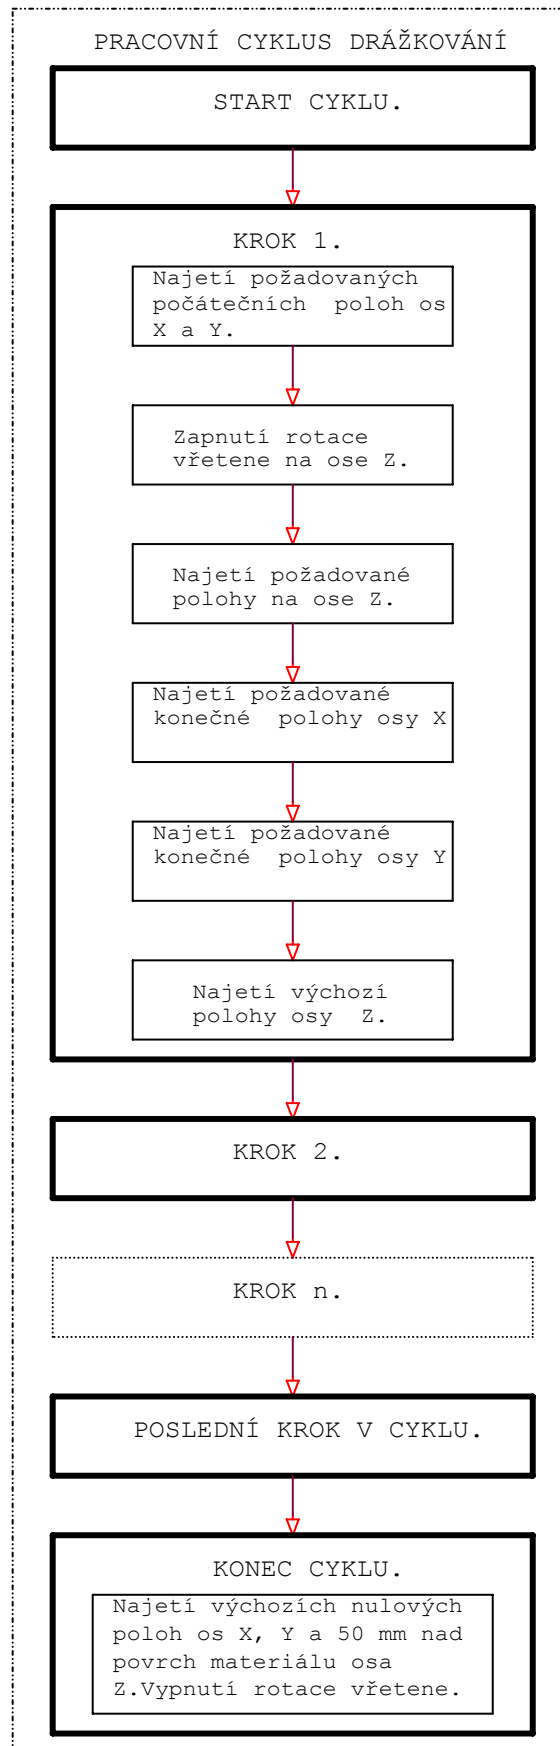 PRACOVNÍ CYKLUS DRÁŽKOVÁNÍ
START CYKLU.
KROK 1.
Najetí požadovaných
počátečních poloh os
X a Y.
Zapnutí rotace
vřetene na ose Z.
Najetí požadované
polohy na ose Z.
Najetí požadované
konečné polohy osy X
Najetí požadované
konečné polohy osy Y
Najetí výchozí
polohy osy Z.
KROK 2.
KROK n.
POSLEDNÍ KROK V CYKLU.
KONEC CYKLU.
Najetí výchozích nulových
poloh os X, Y a 50 mm nad
povrch materiálu osa
Z.Vypnutí rotace vřetene.